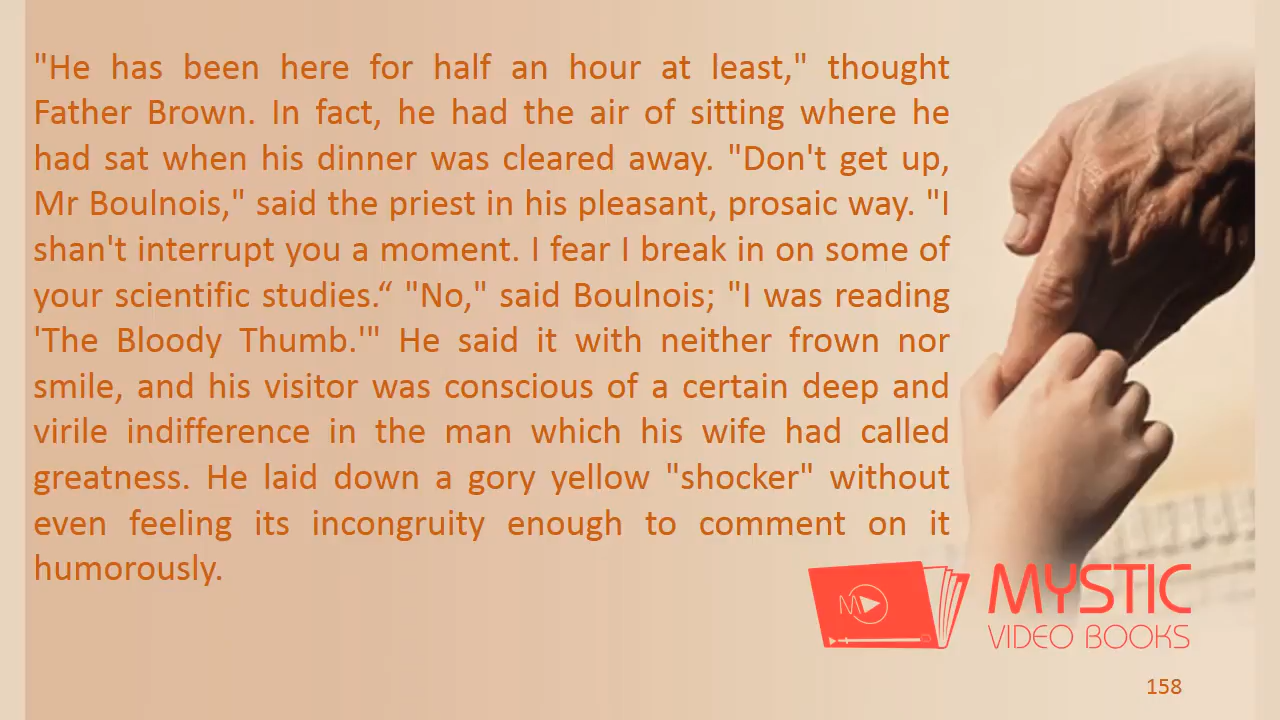 "He has been here for half an hour at least," thought
Father Brown. In fact, he had the air of sitting where he
had sat when his dinner was cleared away. "Don't get up,
Mr Boulnois," said the priest in his pleasant, prosaic way. "I
shan't interrupt you a moment. I fear I break in on some of
your scientific studies.“ "No," said Boulnois; "I was reading
'The Bloody Thumb.'" He said it with neither frown nor
smile, and his visitor was conscious of a certain deep and
virile indifference in the man which his wife had called
greatness. He laid down a gory yellow "shocker" without
even feeling its incongruity enough to comment on it
humorously.
M
MYSTIC
VIDEO BOOKS
158